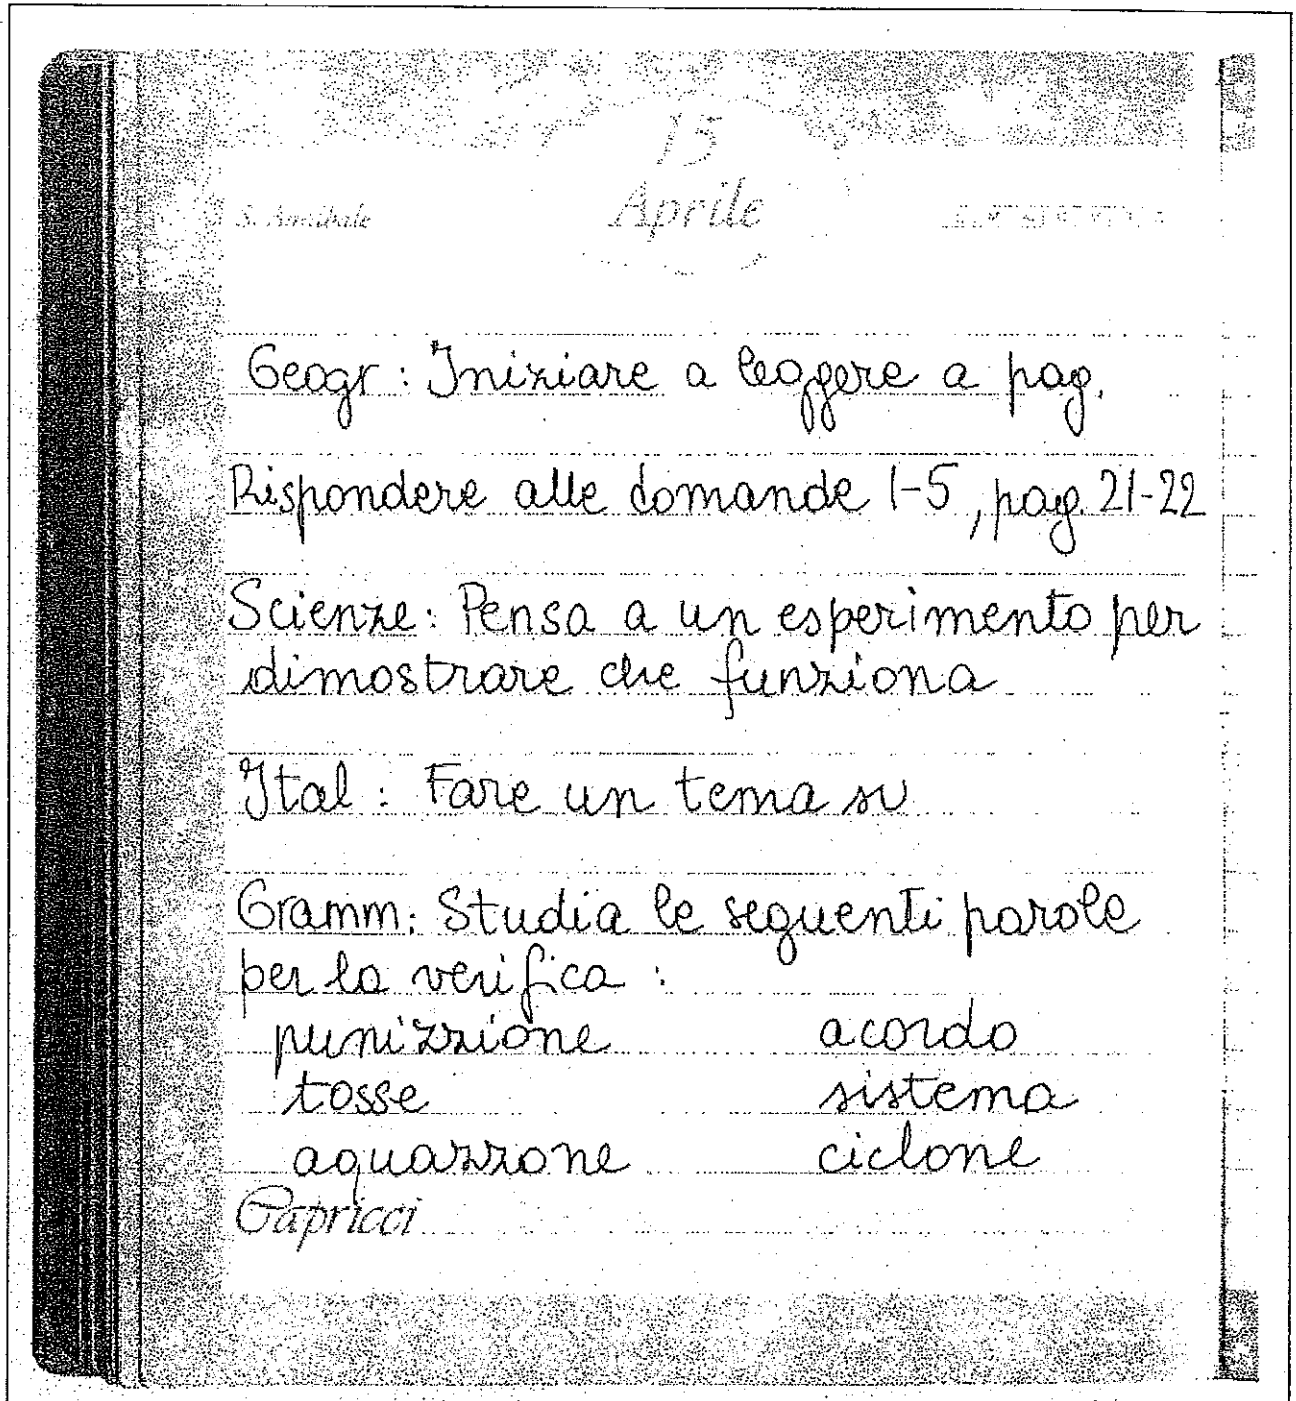 15
Aprile
S. Annibale
Geogr: Iniziare a leggere a pag.
Rispondere alle domande 1-5, pag. 21-22
Scienze: Pensa a un esperimento per
dimostrare che funziona
Ital: Fare un tema su
Gramm: Studia le seguenti parole
per la verifica:
punizzione acordo
tosse sistema
aquazzone ciclone
Capricci